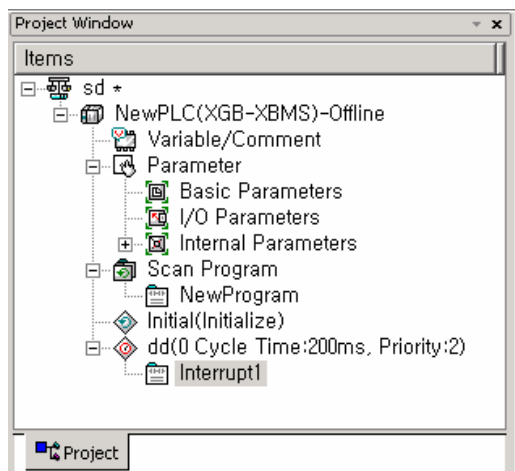 Project Window
Items
sd *
NewPLC(XGB-XBMS)-Offline
Variable/Comment
Parameter
Basic Parameters
I/O Parameters
Internal Parameters
Scan Program
NewProgram
Initial(Initialize)
dd(0 Cycle Time:200ms, Priority:2)
Interrupt1
Project